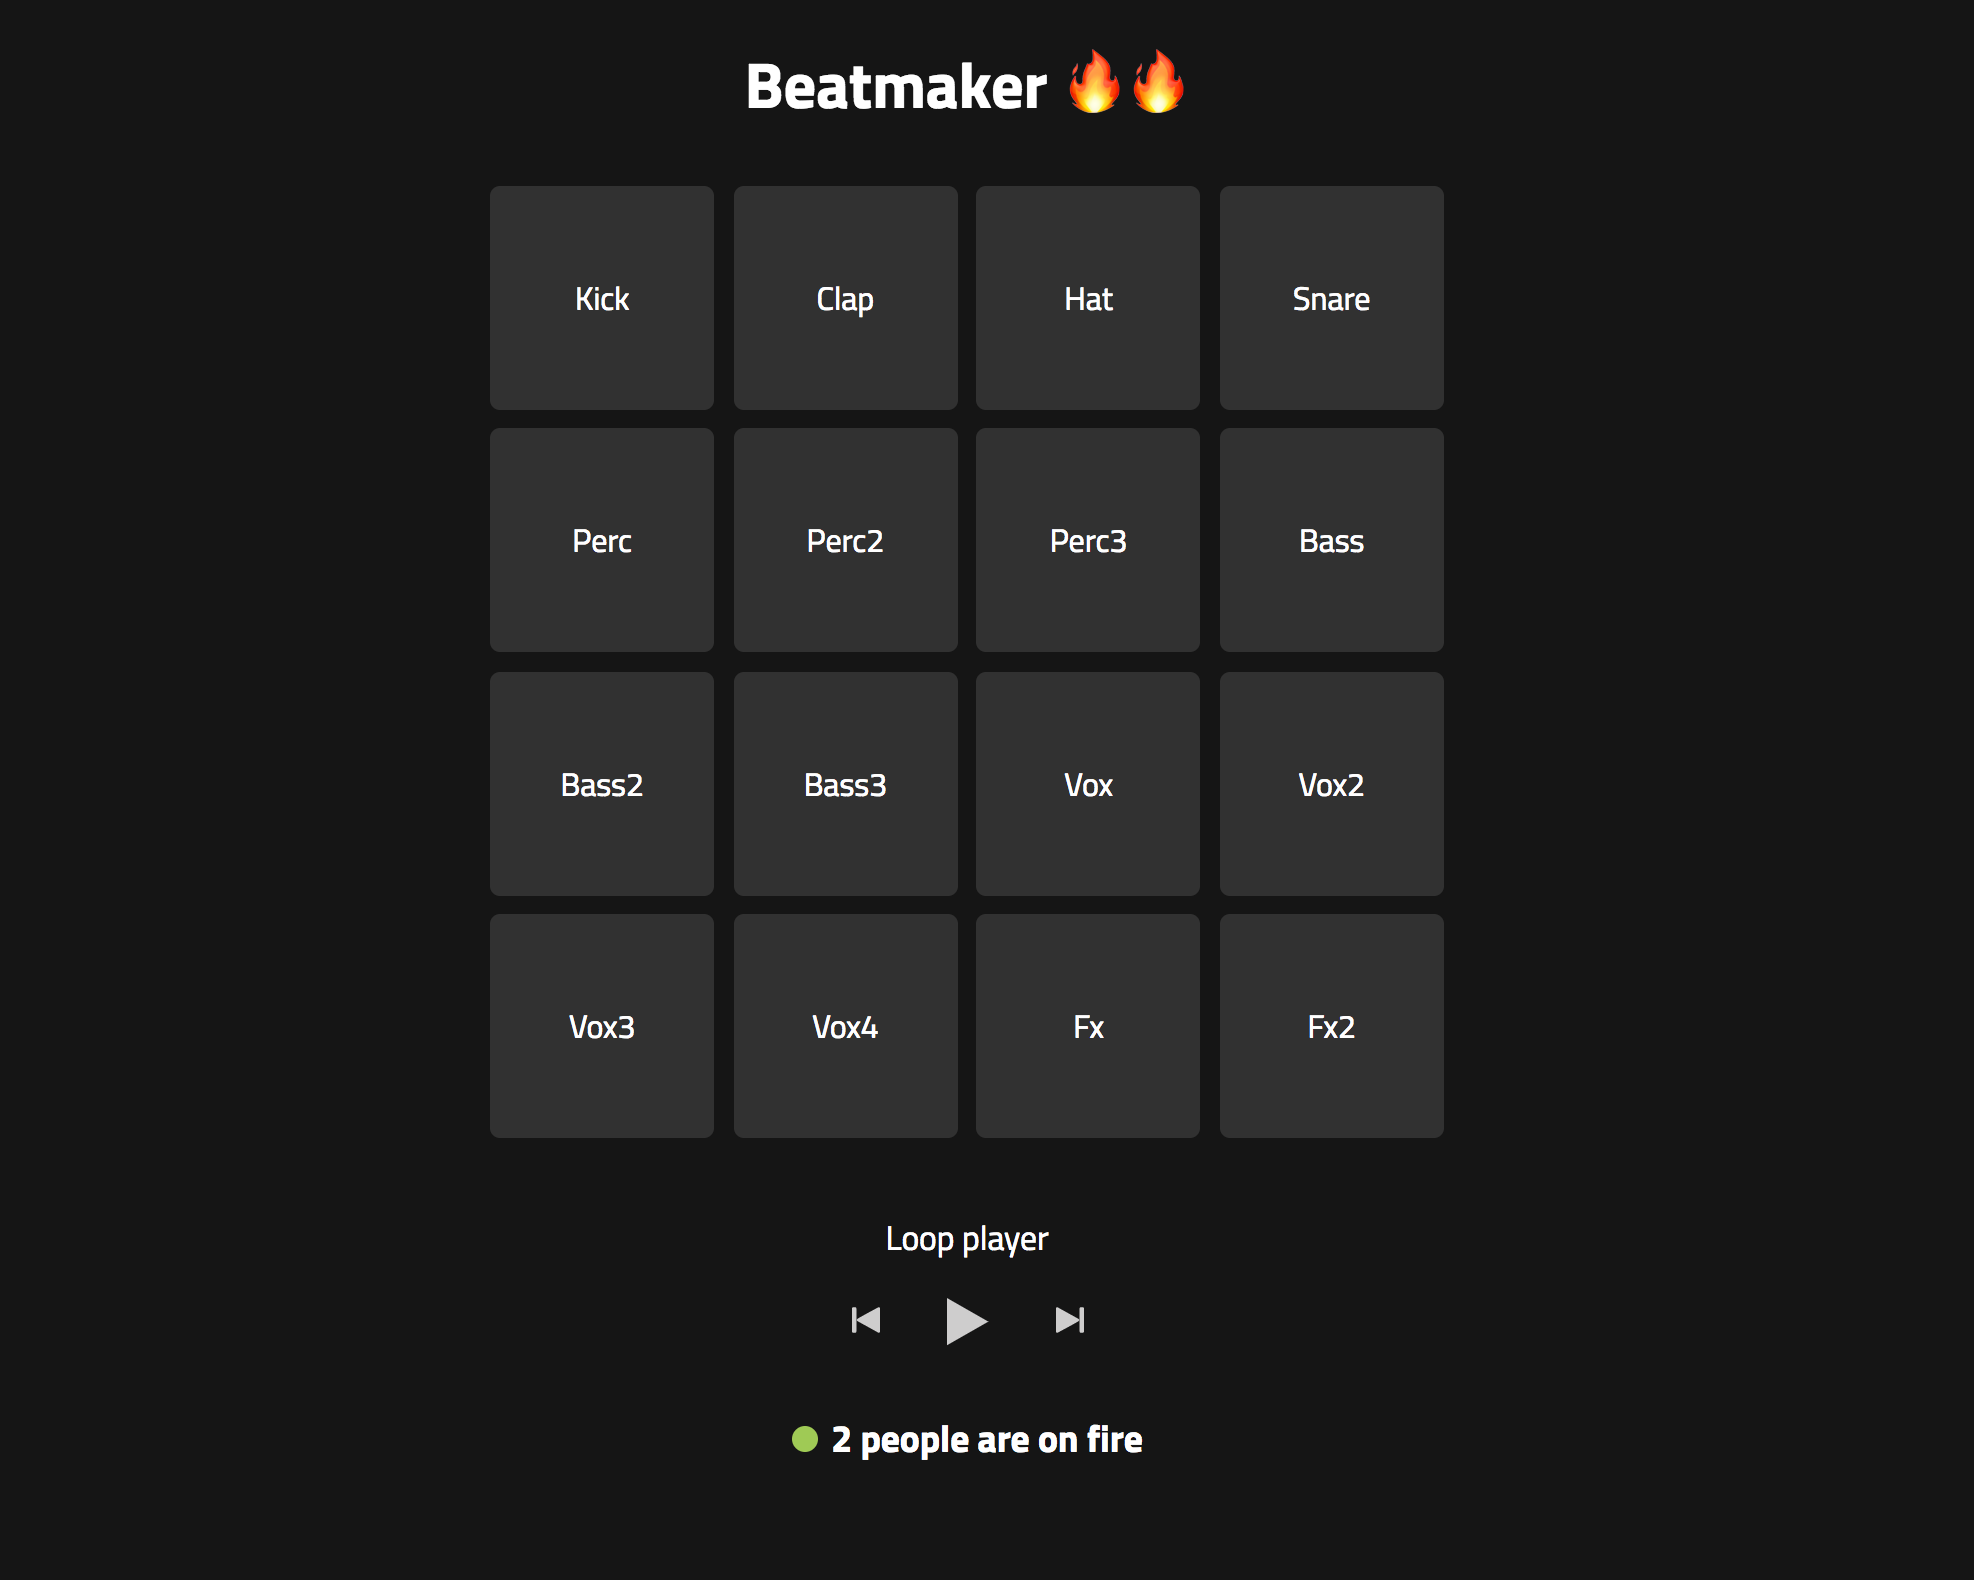 Beatmaker 🔥🔥
Kick Clap Hat Snare
Perc Perc2 Perc3 Bass
Bass2 Bass3 Vox Vox2
Vox3 Vox4 Fx Fx2
Loop player
2 people are on fire